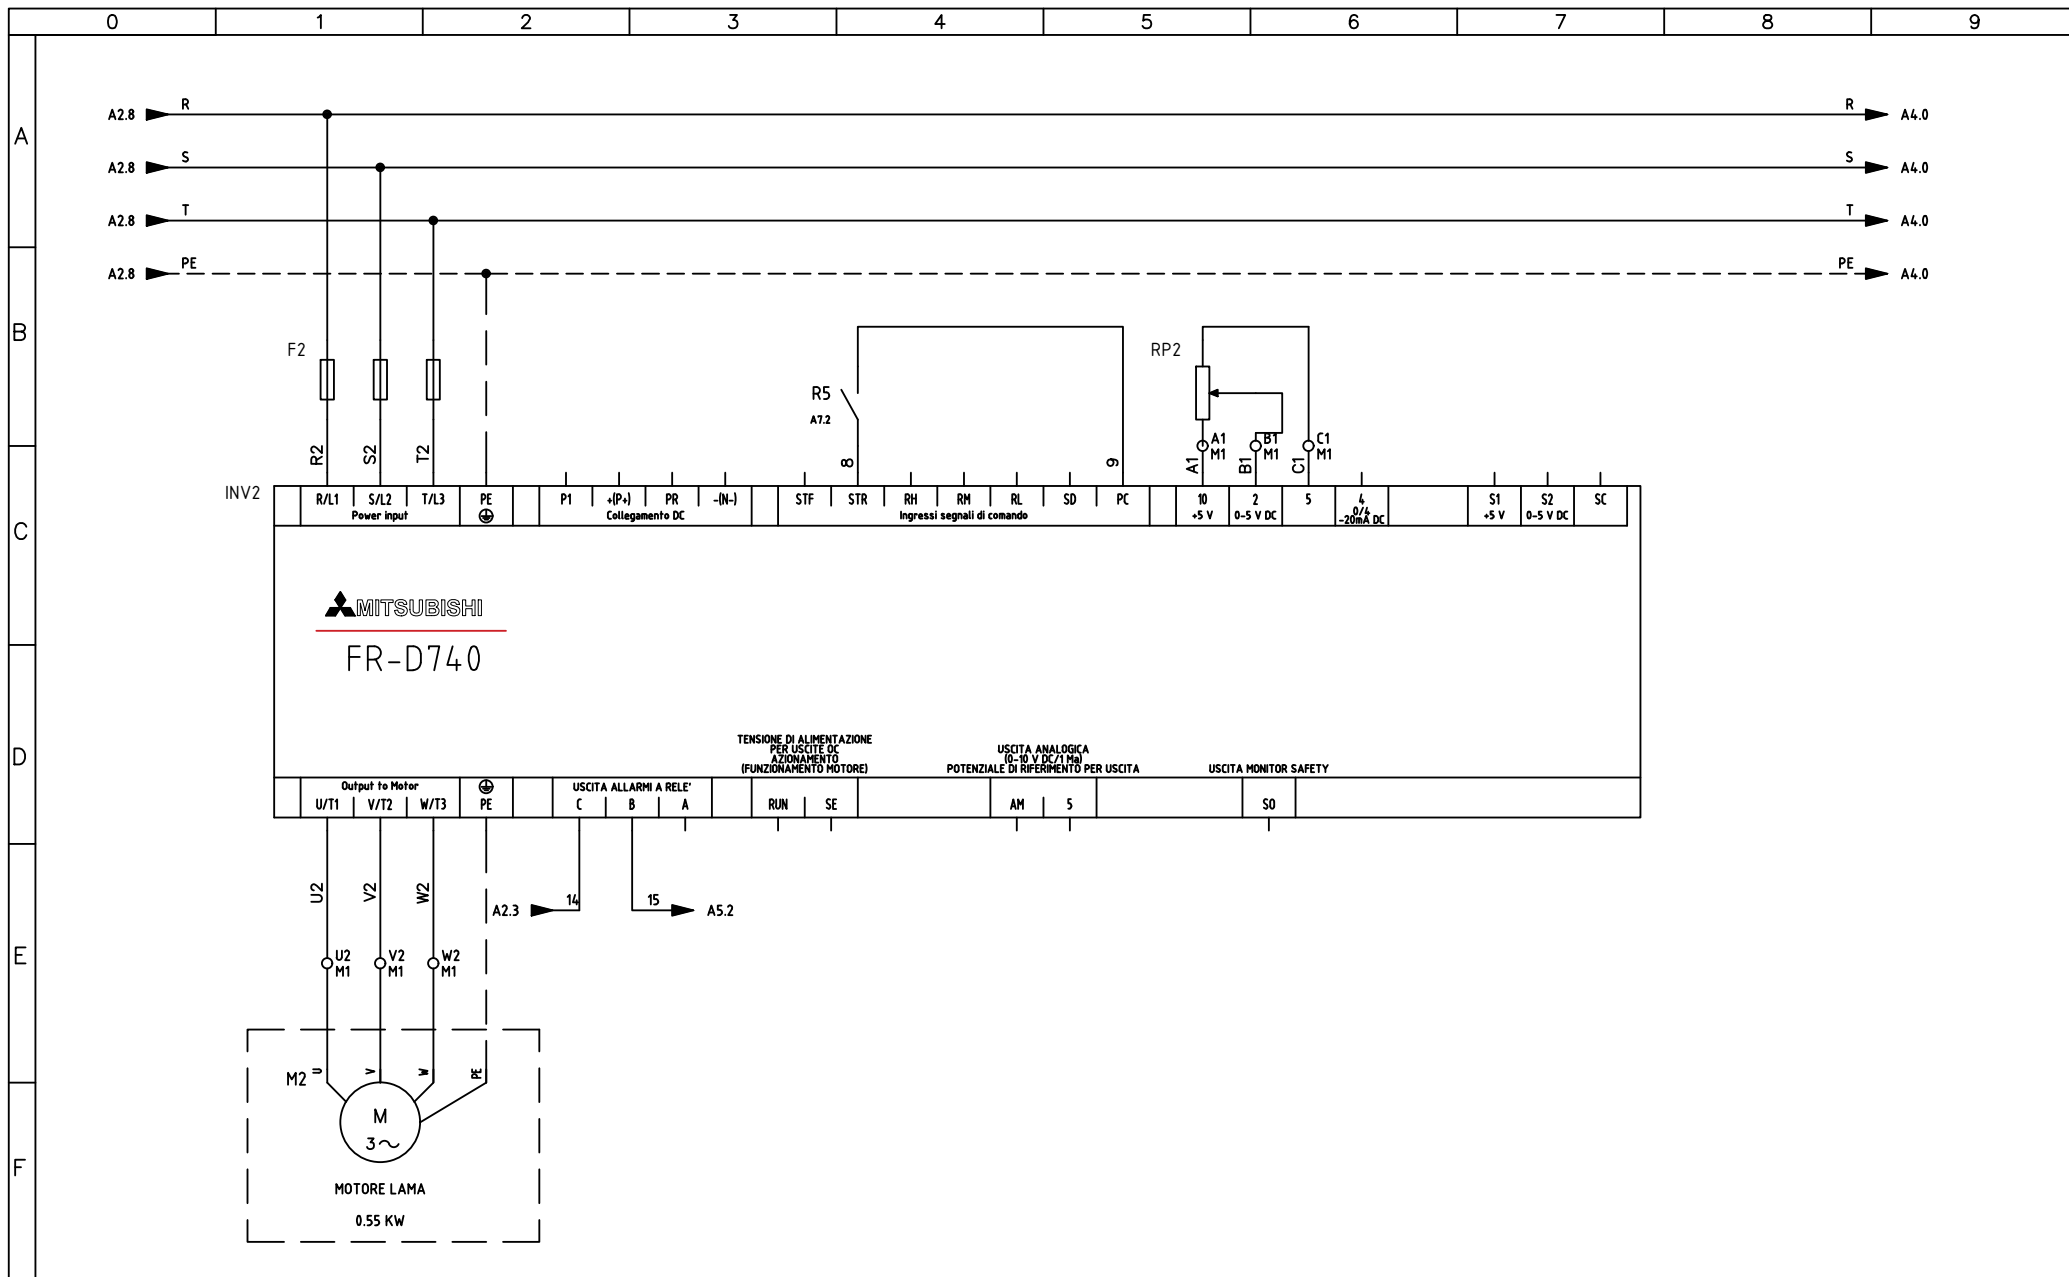 0 1 2 3 4 5 6 7 8 9
A
B
C
D
E
F
A2.8 R R A4.0
A2.8 S S A4.0
A2.8 T T A4.0
A2.8 PE PE A4.0
F2
R5
A7.2
RP2
R2 S2 T2 8 9
A1 B1 C1
M1 M1 M1
A1 B1 C1
INV2
R/L1 S/L2 T/L3 PE P1 +(P+) PR -(N-) STF STR RH RM RL SD PC 10 2 5 4 S1 S2 SC
Power input Collegamento DC Ingressi segnali di comando +5 V 0-5 V DC 0/4 +5 V 0-5 V DC
-20mA DC
MITSUBISHI
FR-D740
TENSIONE DI ALIMENTAZIONE
PER USCITE OC
AZIONAMENTO
(FUNZIONAMENTO MOTORE)
USCITA ANALOGICA
(0-10 V DC/1 Ma)
POTENZIALE DI RIFERIMENTO PER USCITA
USCITA MONITOR SAFETY
Output to Motor USCITA ALLARMI A RELE'
U/T1 V/T2 W/T3 PE C B A RUN SE AM 5 SO
U2 V2 W2
A2.3 14 15 A5.2
U2 V2 W2
M1 M1 M1
M2 U V W PE
M
3~
MOTORE LAMA
0.55 KW